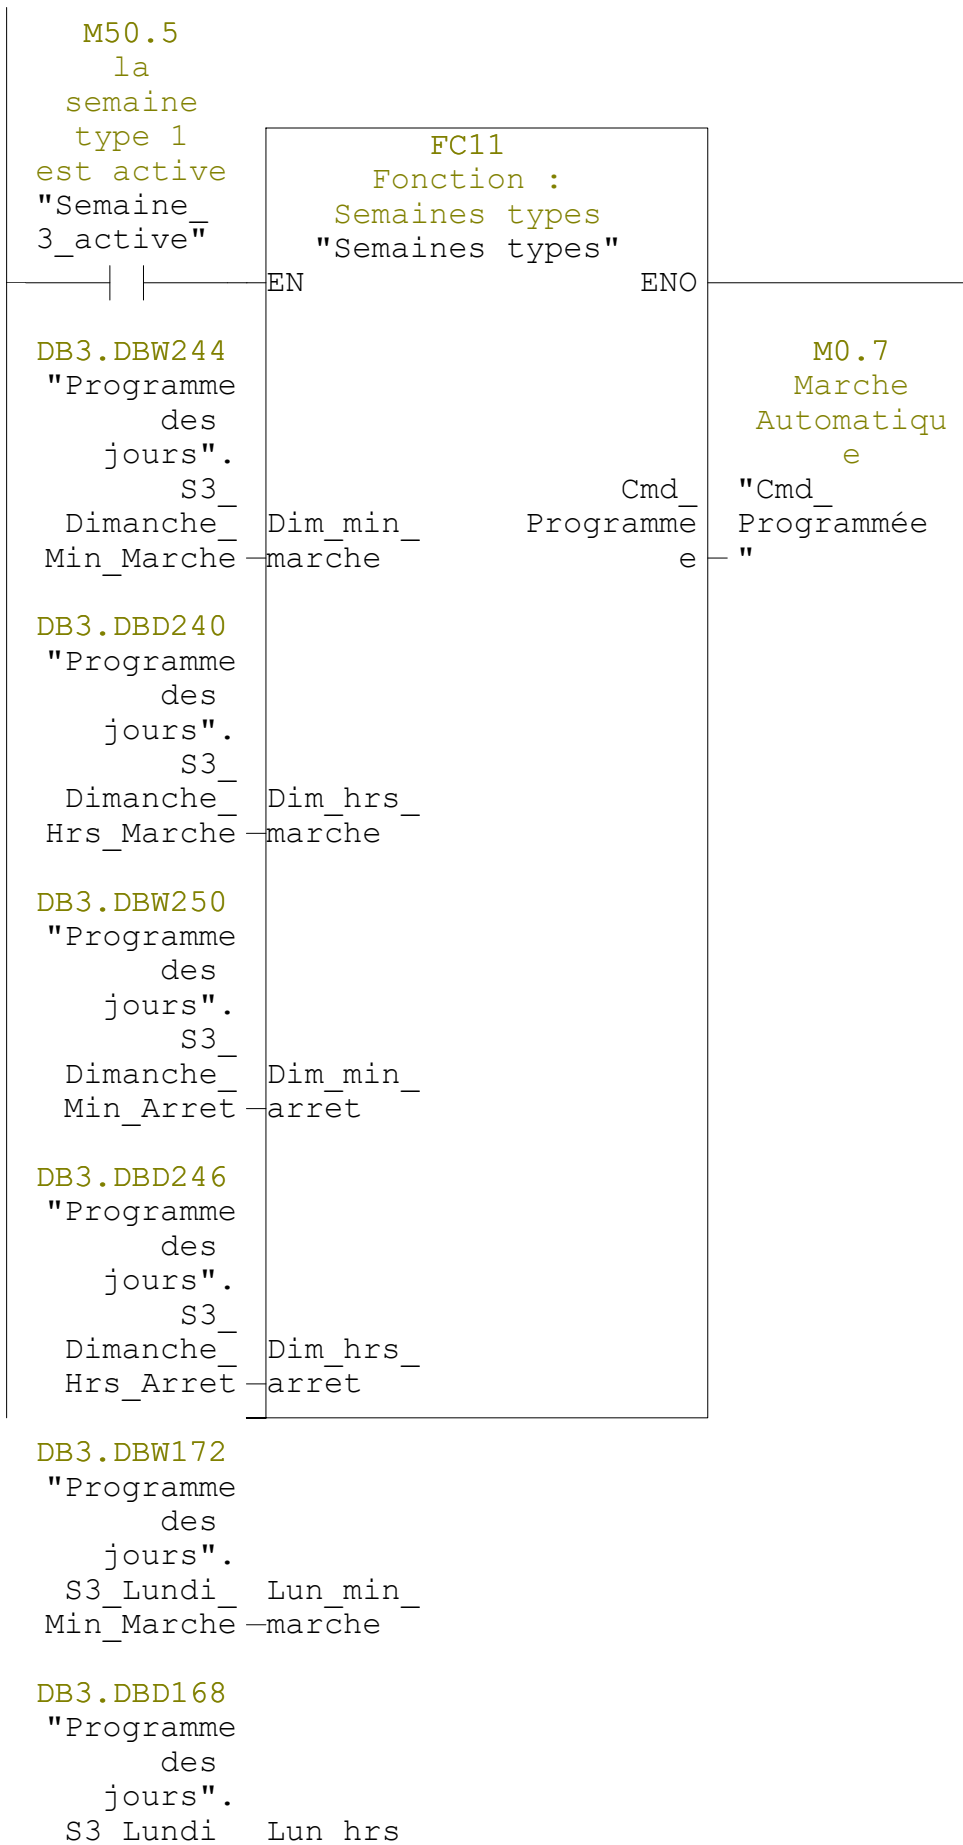 M50.5
la
semaine
type 1
est active
"Semaine_
3_active"
FC11
Fonction :
Semaines types
"Semaines types"
EN
ENO
DB3.DBW244
"Programme
des
jours".
S3_
Dimanche_
Min_Marche
Dim_min_
marche
Cmd_
Programme
e
M0.7
Marche
Automatiqu
e
"Cmd_
Programmée
"
DB3.DBD240
"Programme
des
jours".
S3_
Dimanche_
Hrs_Marche
Dim_hrs_
marche
DB3.DBW250
"Programme
des
jours".
S3_
Dimanche_
Min_Arret
Dim_min_
arret
DB3.DBD246
"Programme
des
jours".
S3_
Dimanche_
Hrs_Arret
Dim_hrs_
arret
DB3.DBW172
"Programme
des
jours".
S3_Lundi_
Min_Marche
Lun_min_
marche
DB3.DBD168
"Programme
des
jours".
S3 Lundi
Lun hrs